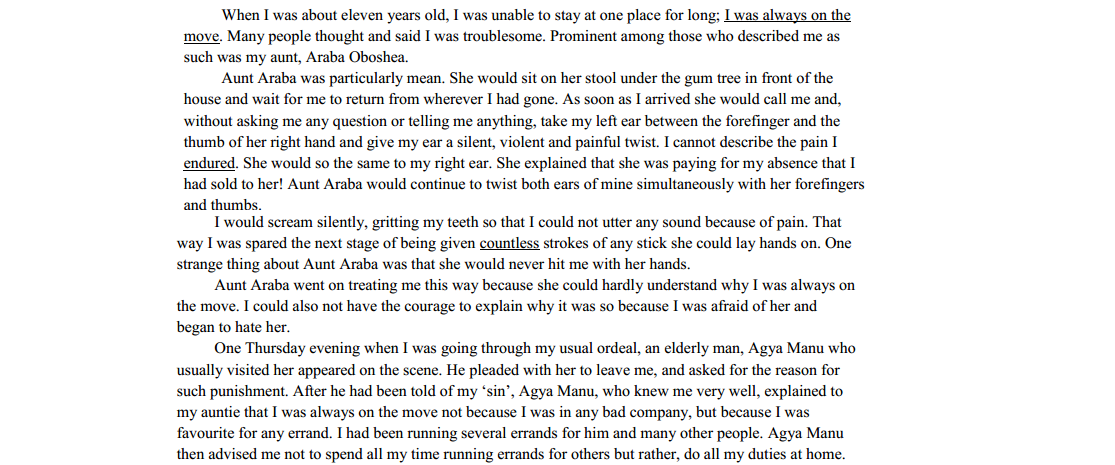 When I was about eleven years old, I was unable to stay at one place for long; I was always on the
move. Many people thought and said I was troublesome. Prominent among those who described me as
such was my aunt, Araba Oboshea.
Aunt Araba was particularly mean. She would sit on her stool under the gum tree in front of the
house and wait for me to return from wherever I had gone. As soon as I arrived she would call me and,
without asking me any question or telling me anything, take my left ear between the forefinger and the
thumb of her right hand and give my ear a silent, violent and painful twist. I cannot describe the pain I
endured. She would so the same to my right ear. She explained that she was paying for my absence that I
had sold to her! Aunt Araba would continue to twist both ears of mine simultaneously with her forefingers
and thumbs.
I would scream silently, gritting my teeth so that I could not utter any sound because of pain. That
way I was spared the next stage of being given countless strokes of any stick she could lay hands on. One
strange thing about Aunt Araba was that she would never hit me with her hands.
Aunt Araba went on treating me this way because she could hardly understand why I was always on
the move. I could also not have the courage to explain why it was so because I was afraid of her and
began to hate her.
One Thursday evening when I was going through my usual ordeal, an elderly man, Agya Manu who
usually visited her appeared on the scene. He pleaded with her to leave me, and asked for the reason for
such punishment. After he had been told of my ‘sin’, Agya Manu, who knew me very well, explained to
my auntie that I was always on the move not because I was in any bad company, but because I was
favourite for any errand. I had been running several errands for him and many other people. Agya Manu
then advised me not to spend all my time running errands for others but rather, do all my duties at home.